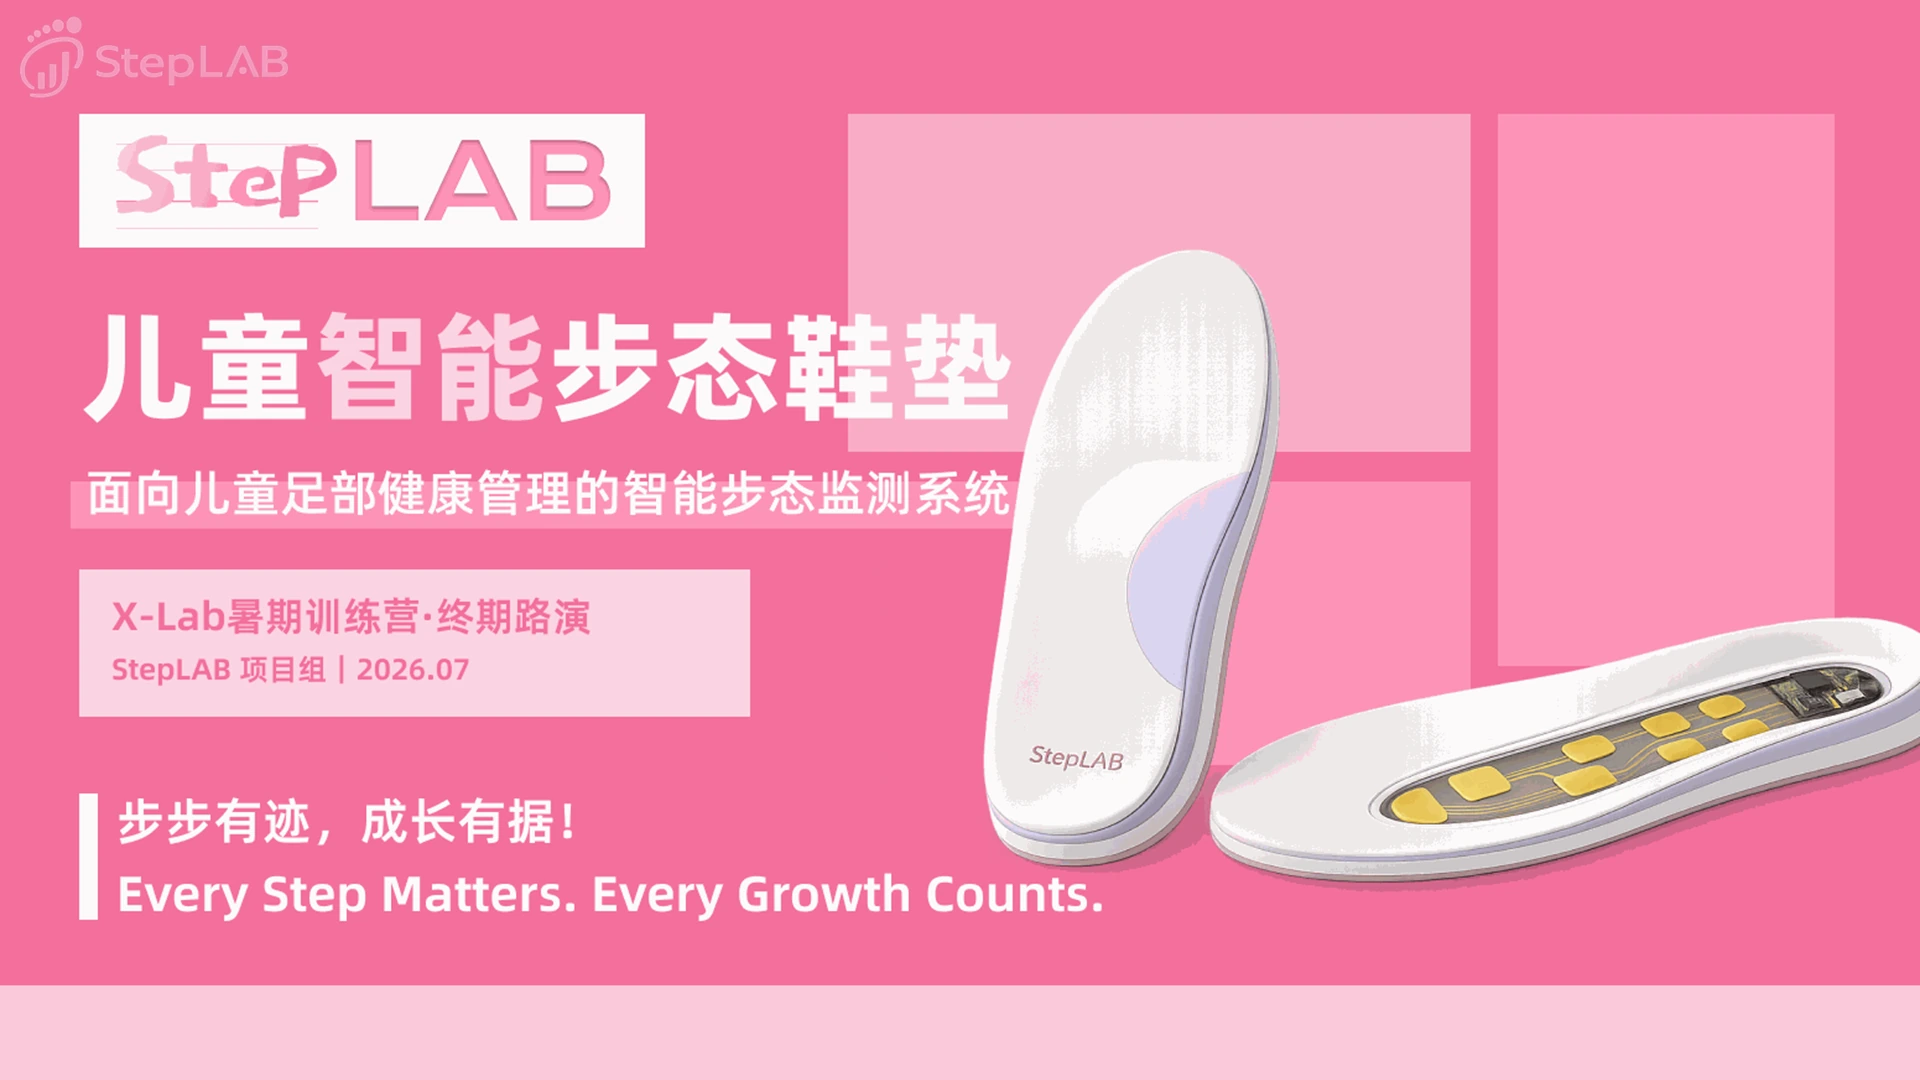 StepLAB
StepLAB
儿童智能步态鞋垫
面向儿童足部健康管理的智能步态监测系统
X-Lab暑期训练营·终期路演
StepLAB 项目组｜2026.07
StepLAB
步步有迹，成长有据！
Every Step Matters. Every Growth Counts.